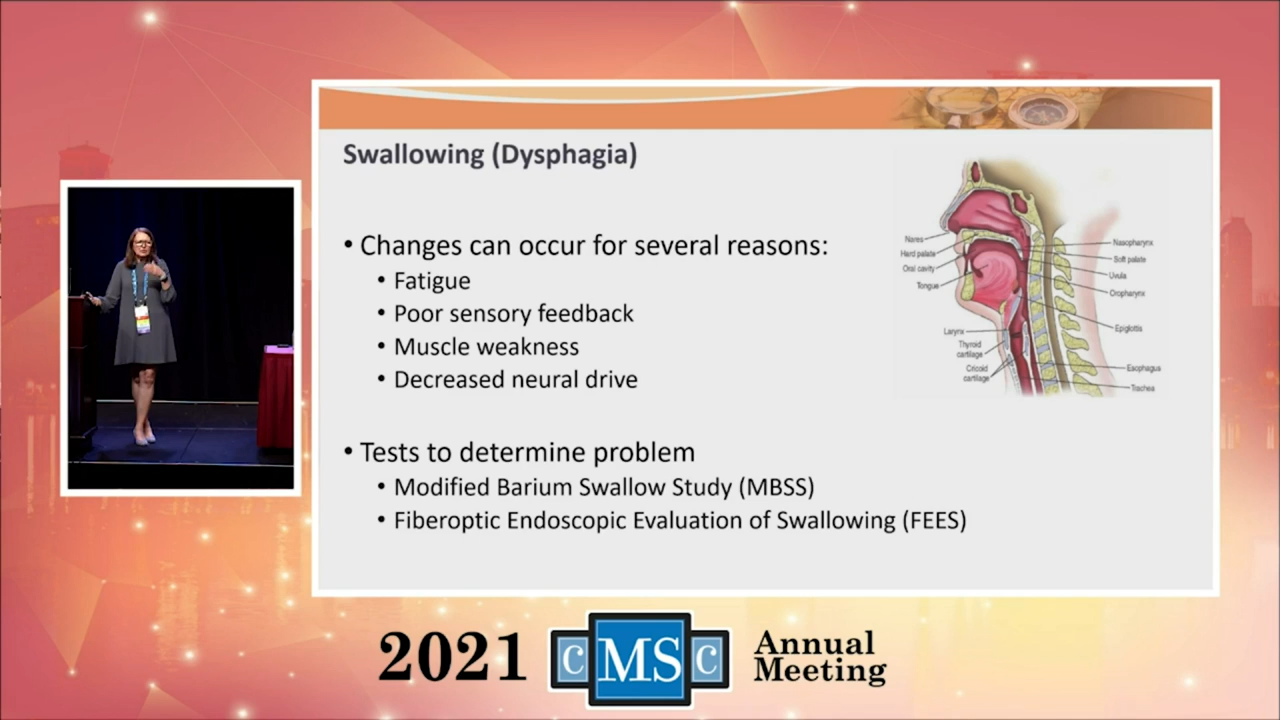 Swallowing (Dysphagia)
• Changes can occur for several reasons:
• Fatigue
• Poor sensory feedback
• Muscle weakness
• Decreased neural drive
• Tests to determine problem
• Modified Barium Swallow Study (MBSS)
• Fiberoptic Endoscopic Evaluation of Swallowing (FEES)
Nares
Hard palate
Oral cavity
Tongue
Larynx
Thyroid
cartilage
Cricoid
cartilage
Nasopharynx
Soft palate
Uvula
Oropharynx
Epiglottis
Esophagus
Trachea
2021
C MS C
Annual
Meeting